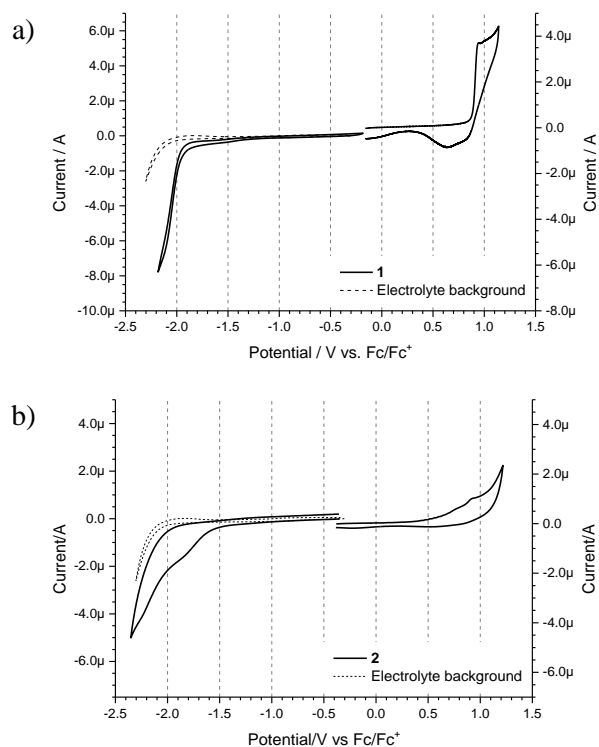 a)
6.0µ
4.0µ
2.0µ
0.0
-2.0µ
-4.0µ
-6.0µ
-8.0µ
-10.0µ
Current / A
4.0µ
2.0µ
0.0
-2.0µ
-4.0µ
-6.0µ
-8.0µ
Current / A
1
Electrolyte background
-2.5 -2.0 -1.5 -1.0 -0.5 0.0 0.5 1.0 1.5
Potential / V vs. Fc/Fc+
b)
4.0µ
2.0µ
0.0
-2.0µ
-4.0µ
-6.0µ
Current/A
4.0µ
2.0µ
0.0
-2.0µ
-4.0µ
-6.0µ
Current/A
2
Electrolyte background
-2.5 -2.0 -1.5 -1.0 -0.5 0.0 0.5 1.0 1.5
Potential/V vs Fc/Fc+